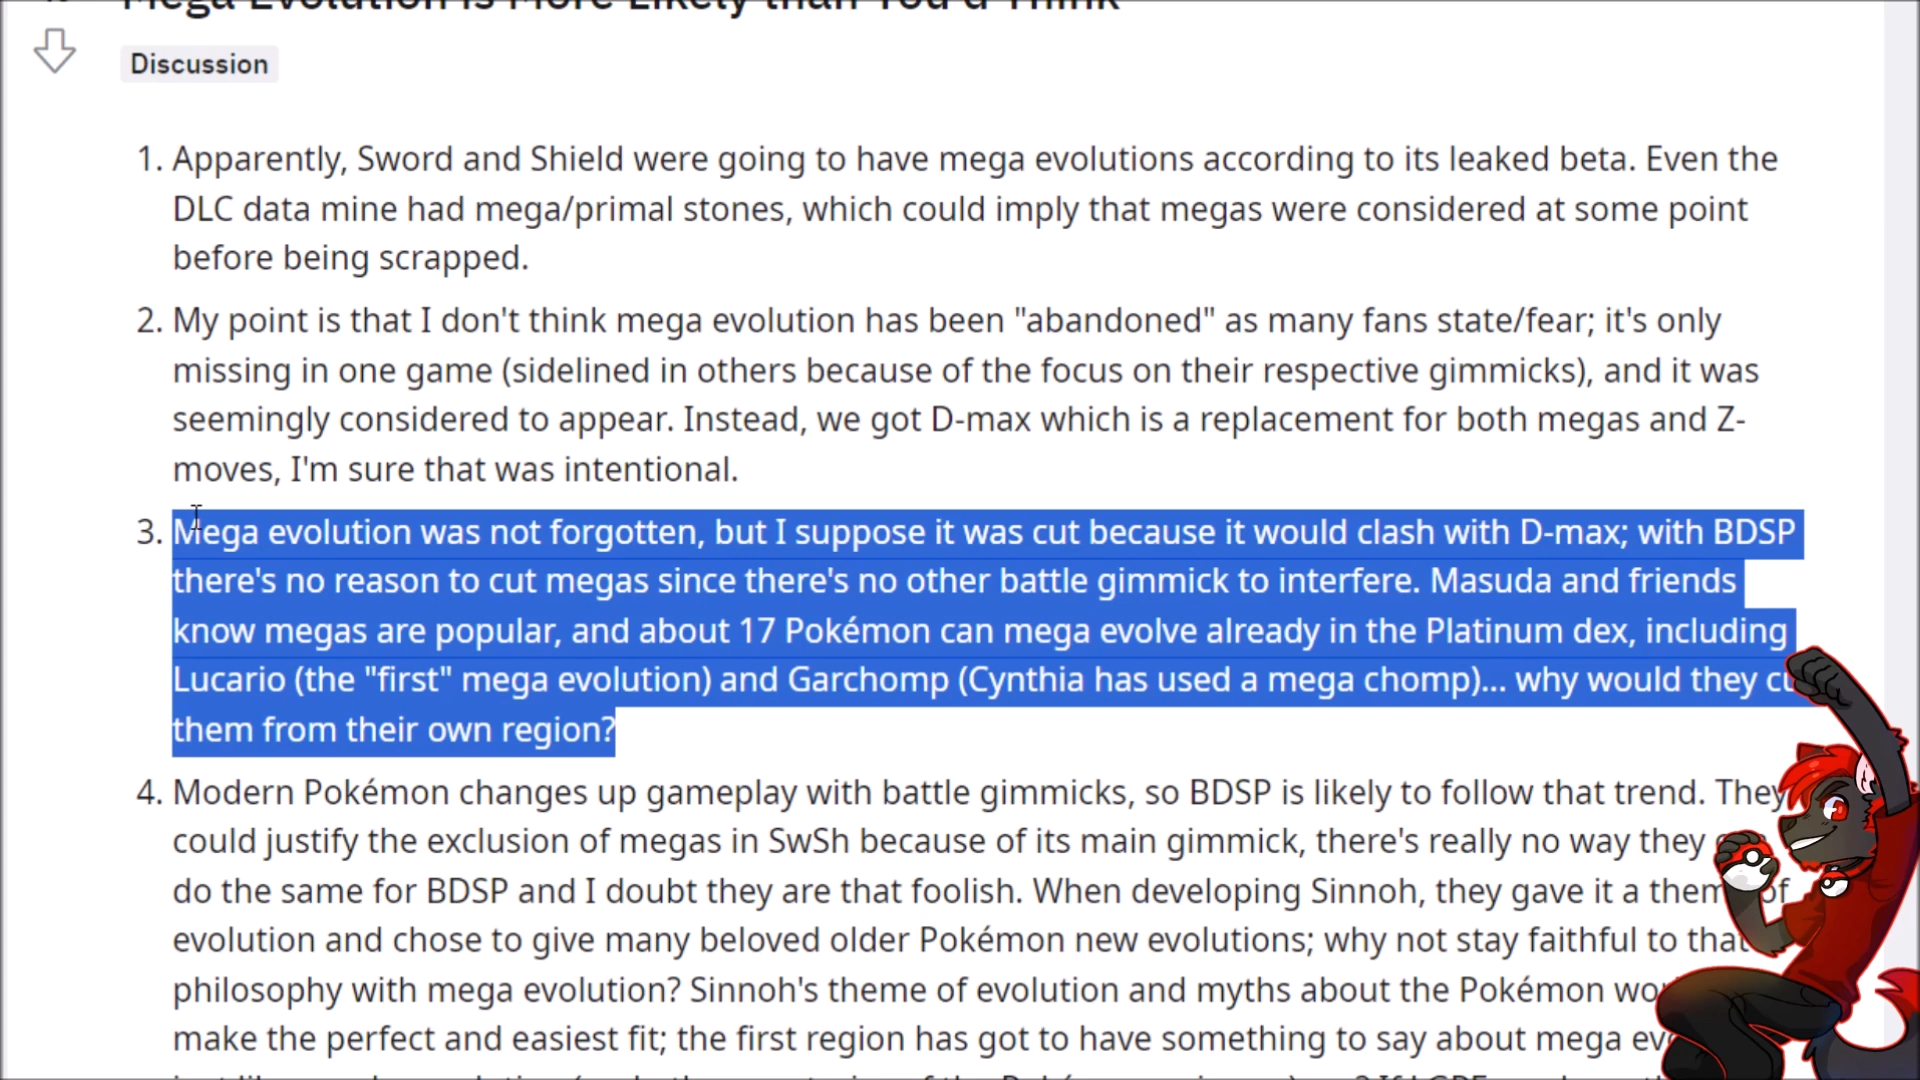 Mega Evolution is More Likely than You'd Think
Discussion
1. Apparently, Sword and Shield were going to have mega evolutions according to its leaked beta. Even the
DLC data mine had mega/primal stones, which could imply that megas were considered at some point
before being scrapped.
2. My point is that I don't think mega evolution has been "abandoned" as many fans state/fear; it's only
missing in one game (sidelined in others because of the focus on their respective gimmicks), and it was
seemingly considered to appear. Instead, we got D-max which is a replacement for both megas and Z-
moves, I'm sure that was intentional.
3. Mega evolution was not forgotten, but I suppose it was cut because it would clash with D-max; with BDSP
there's no reason to cut megas since there's no other battle gimmick to interfere. Masuda and friends
know megas are popular, and about 17 Pokémon can mega evolve already in the Platinum dex, including
Lucario (the "first" mega evolution) and Garchomp (Cynthia has used a mega chomp)... why would they
them from their own region?
4. Modern Pokémon changes up gameplay with battle gimmicks, so BDSP is likely to follow that trend. They
could justify the exclusion of megas in SwSh because of its main gimmick, there's really no way they
do the same for BDSP and I doubt they are that foolish. When developing Sinnoh, they gave it a theme of
evolution and chose to give many beloved older Pokémon new evolutions; why not stay faithful to that
philosophy with mega evolution? Sinnoh's theme of evolution and myths about the Pokémon
make the perfect and easiest fit; the first region has got to have something to say about mega